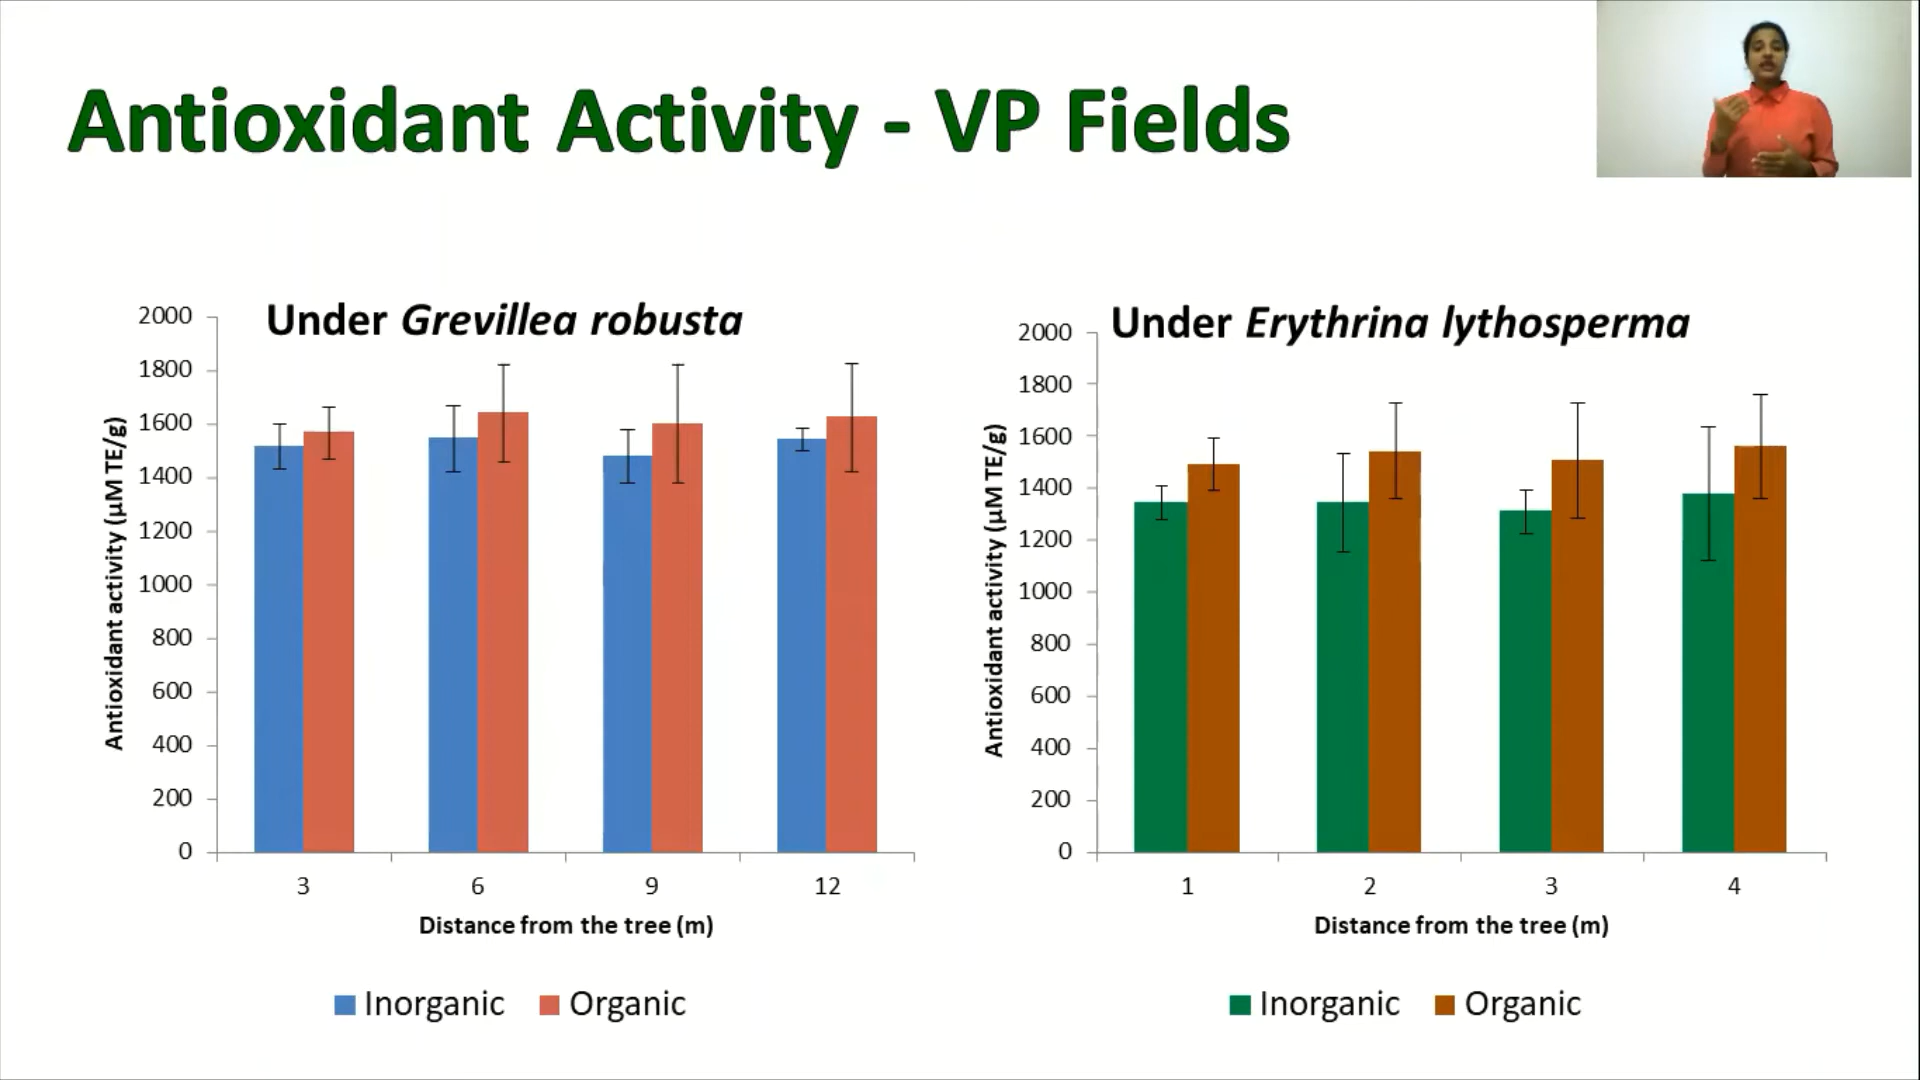 Antioxidant Activity - VP Fields
Under Grevillea robusta
2000
1800
1600
1400
1200
1000
800
600
400
200
0
Antioxidant activity (µM TE/g)
3 6 9 12
Distance from the tree (m)
Inorganic Organic
Under Erythrina lythosperma
2000
1800
1600
1400
1200
1000
800
600
400
200
0
Antioxidant activity (µM TE/g)
1 2 3 4
Distance from the tree (m)
Inorganic Organic